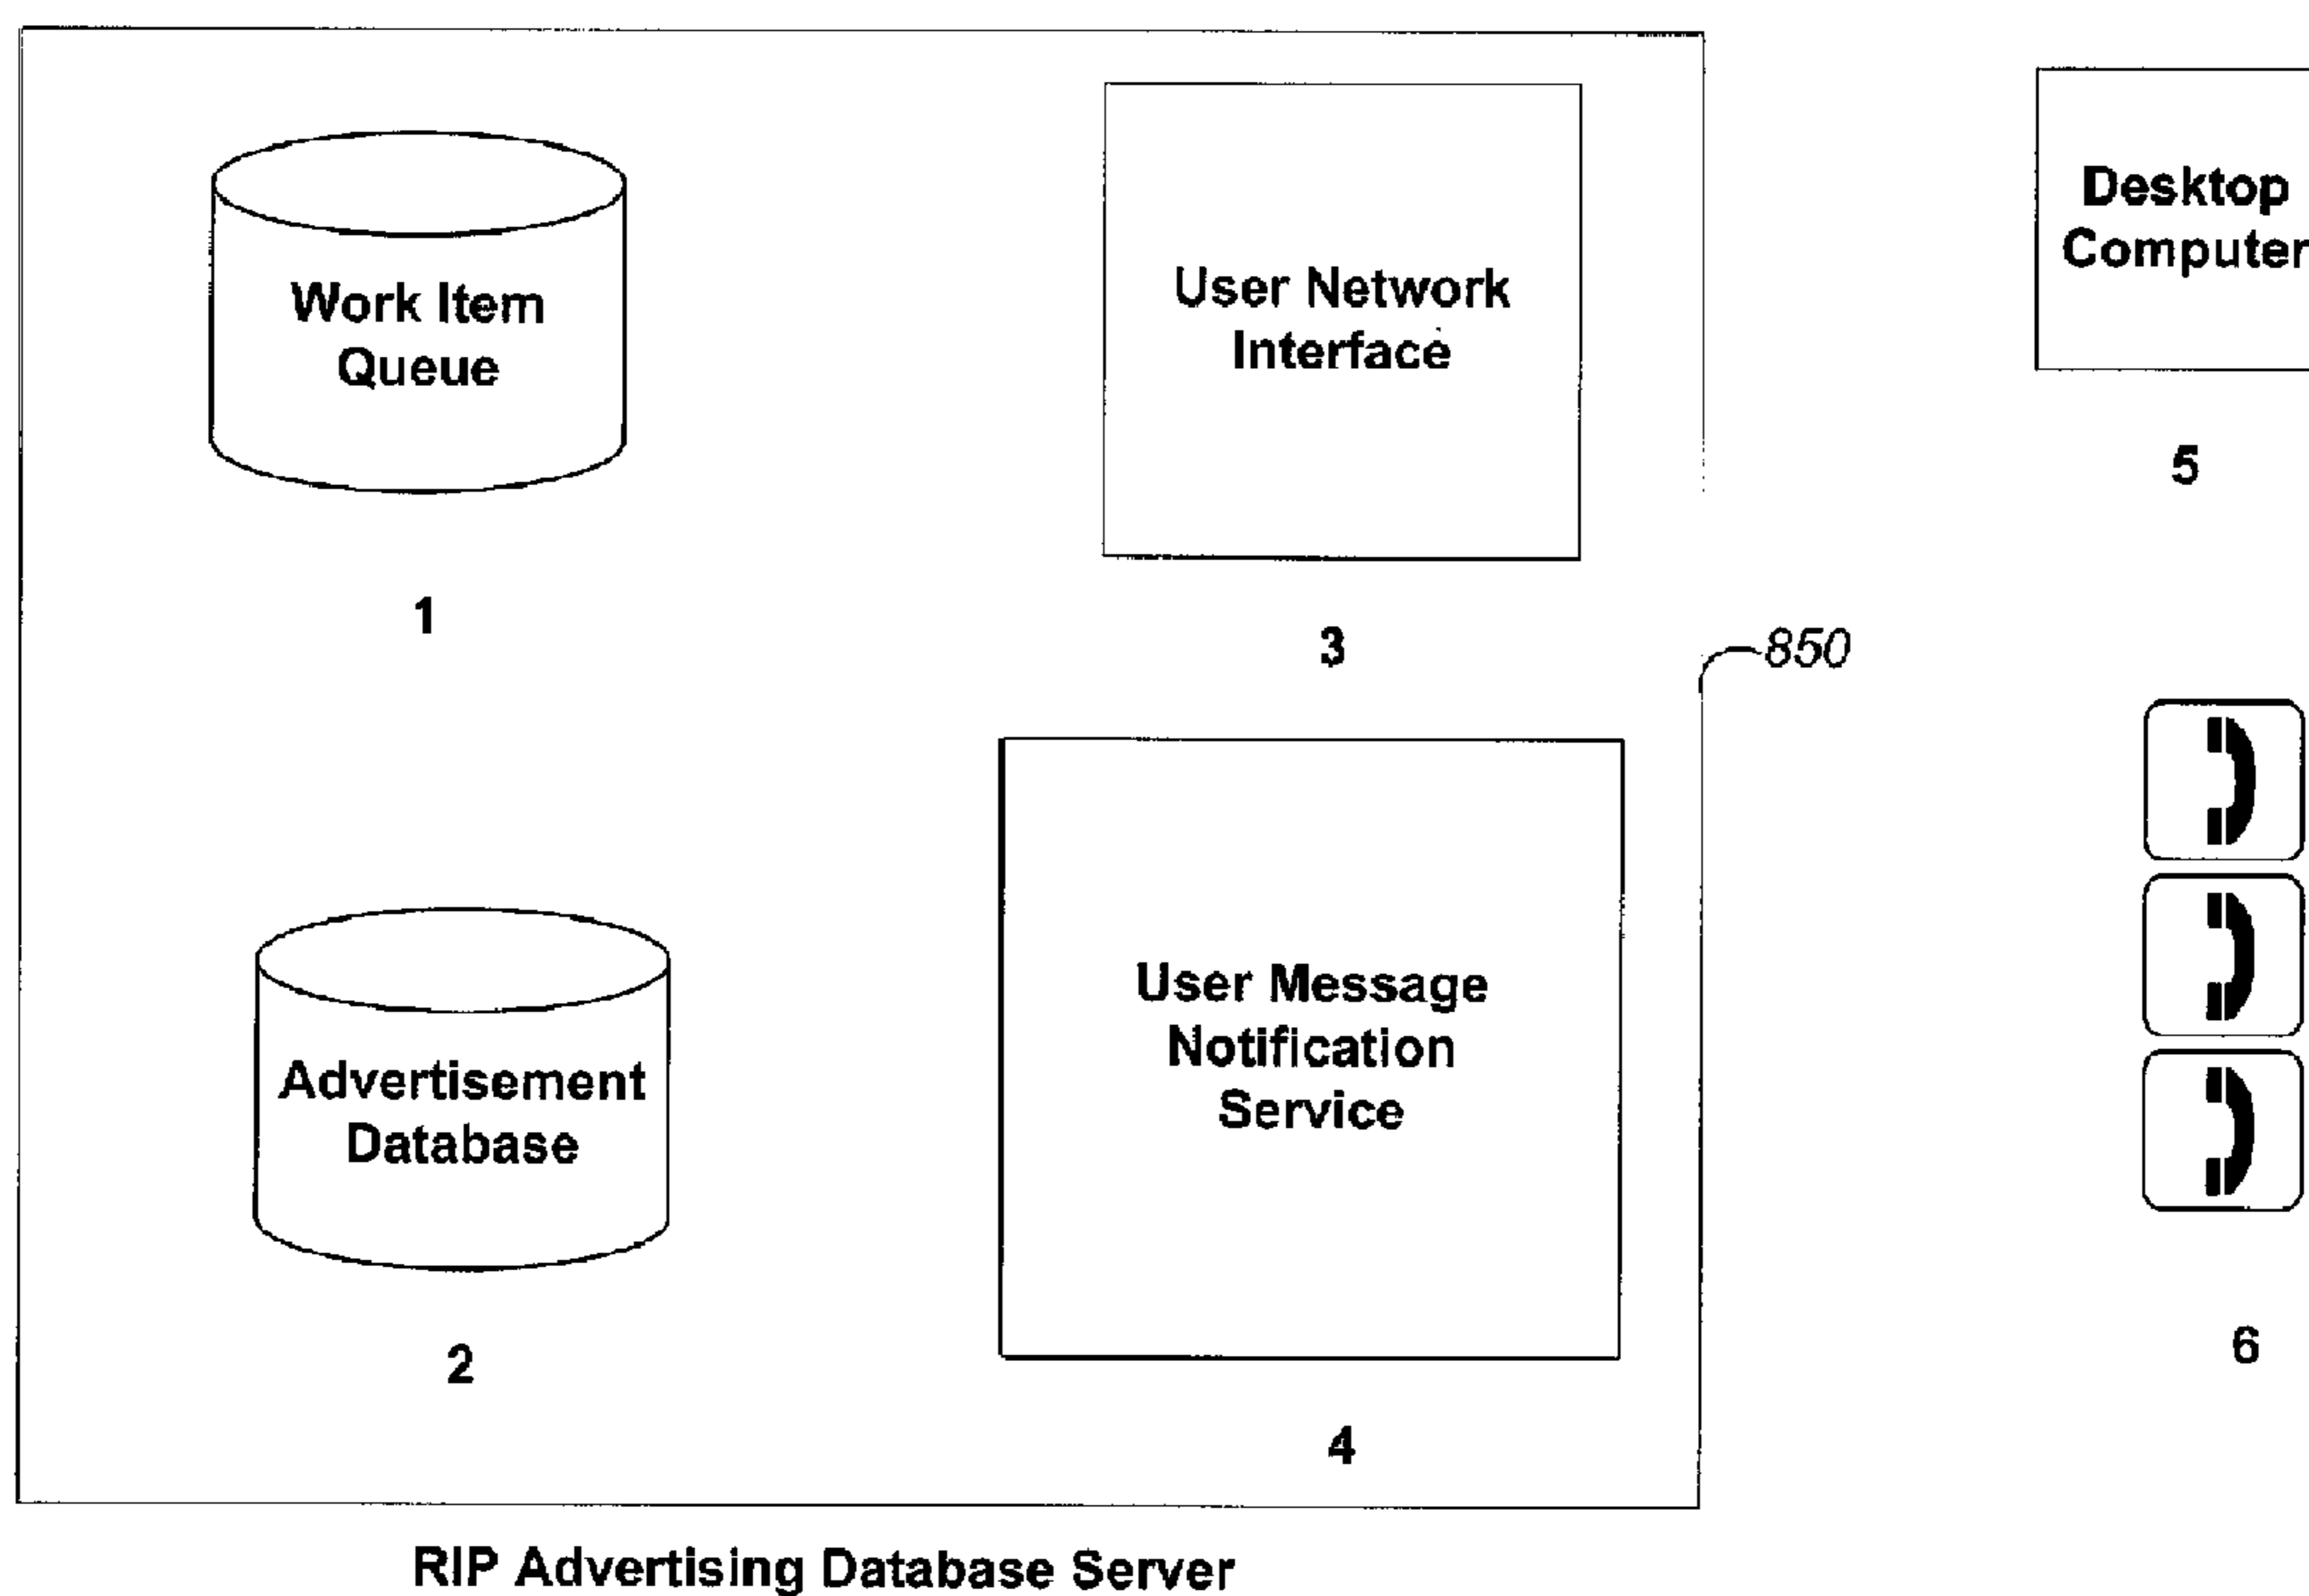 Work Item
Queue
1
User Network
Interface
3
Desktop
Computer
5
850
Advertisement
Database
2
User Message
Notification
Service
4
6
RIP Advertising Database Server